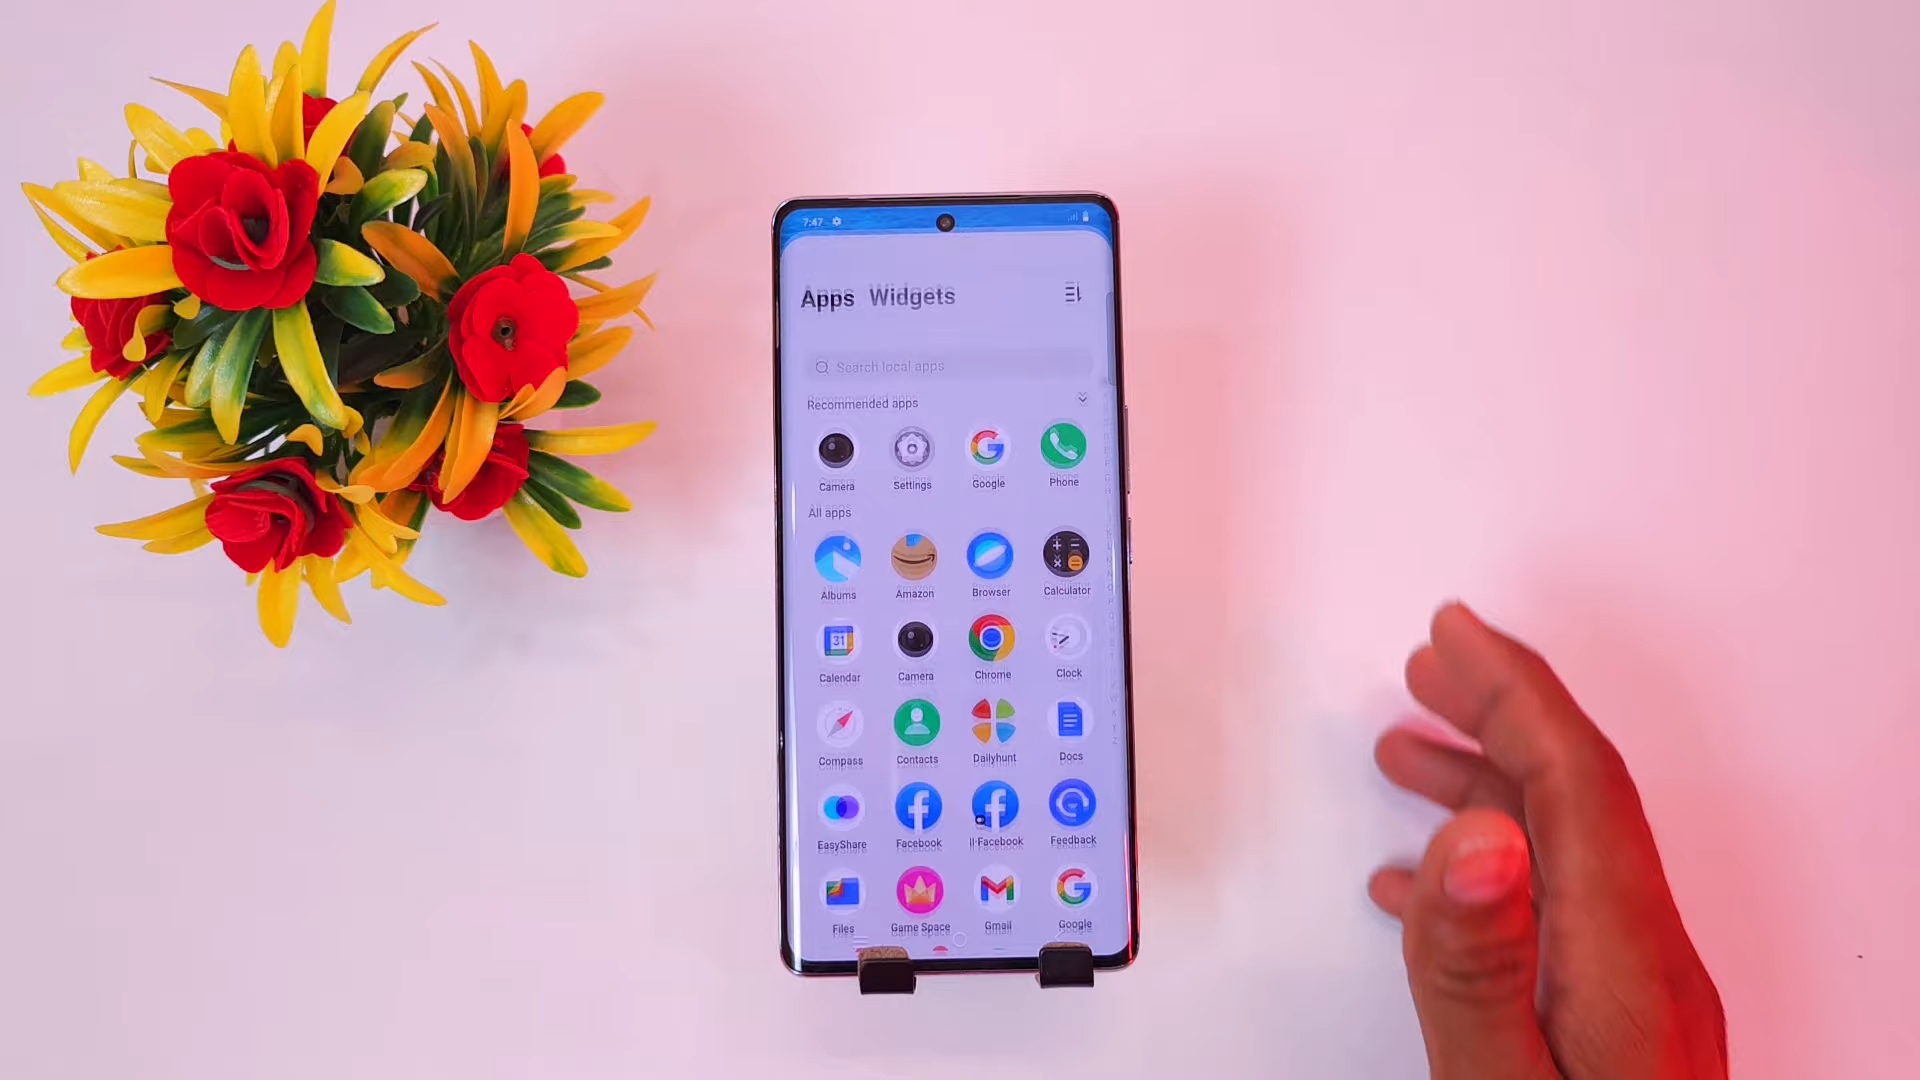 7:47
Apps Widgets
Search local apps
Recommended apps
Camera Settings Google Phone
All apps
Albums Amazon Browser Calculator
31
Calendar Camera Chrome Clock
Compass Contacts Dailyhunt Docs
EasyShare Facebook Facebook Feedback
Files Game Space Gmail Google